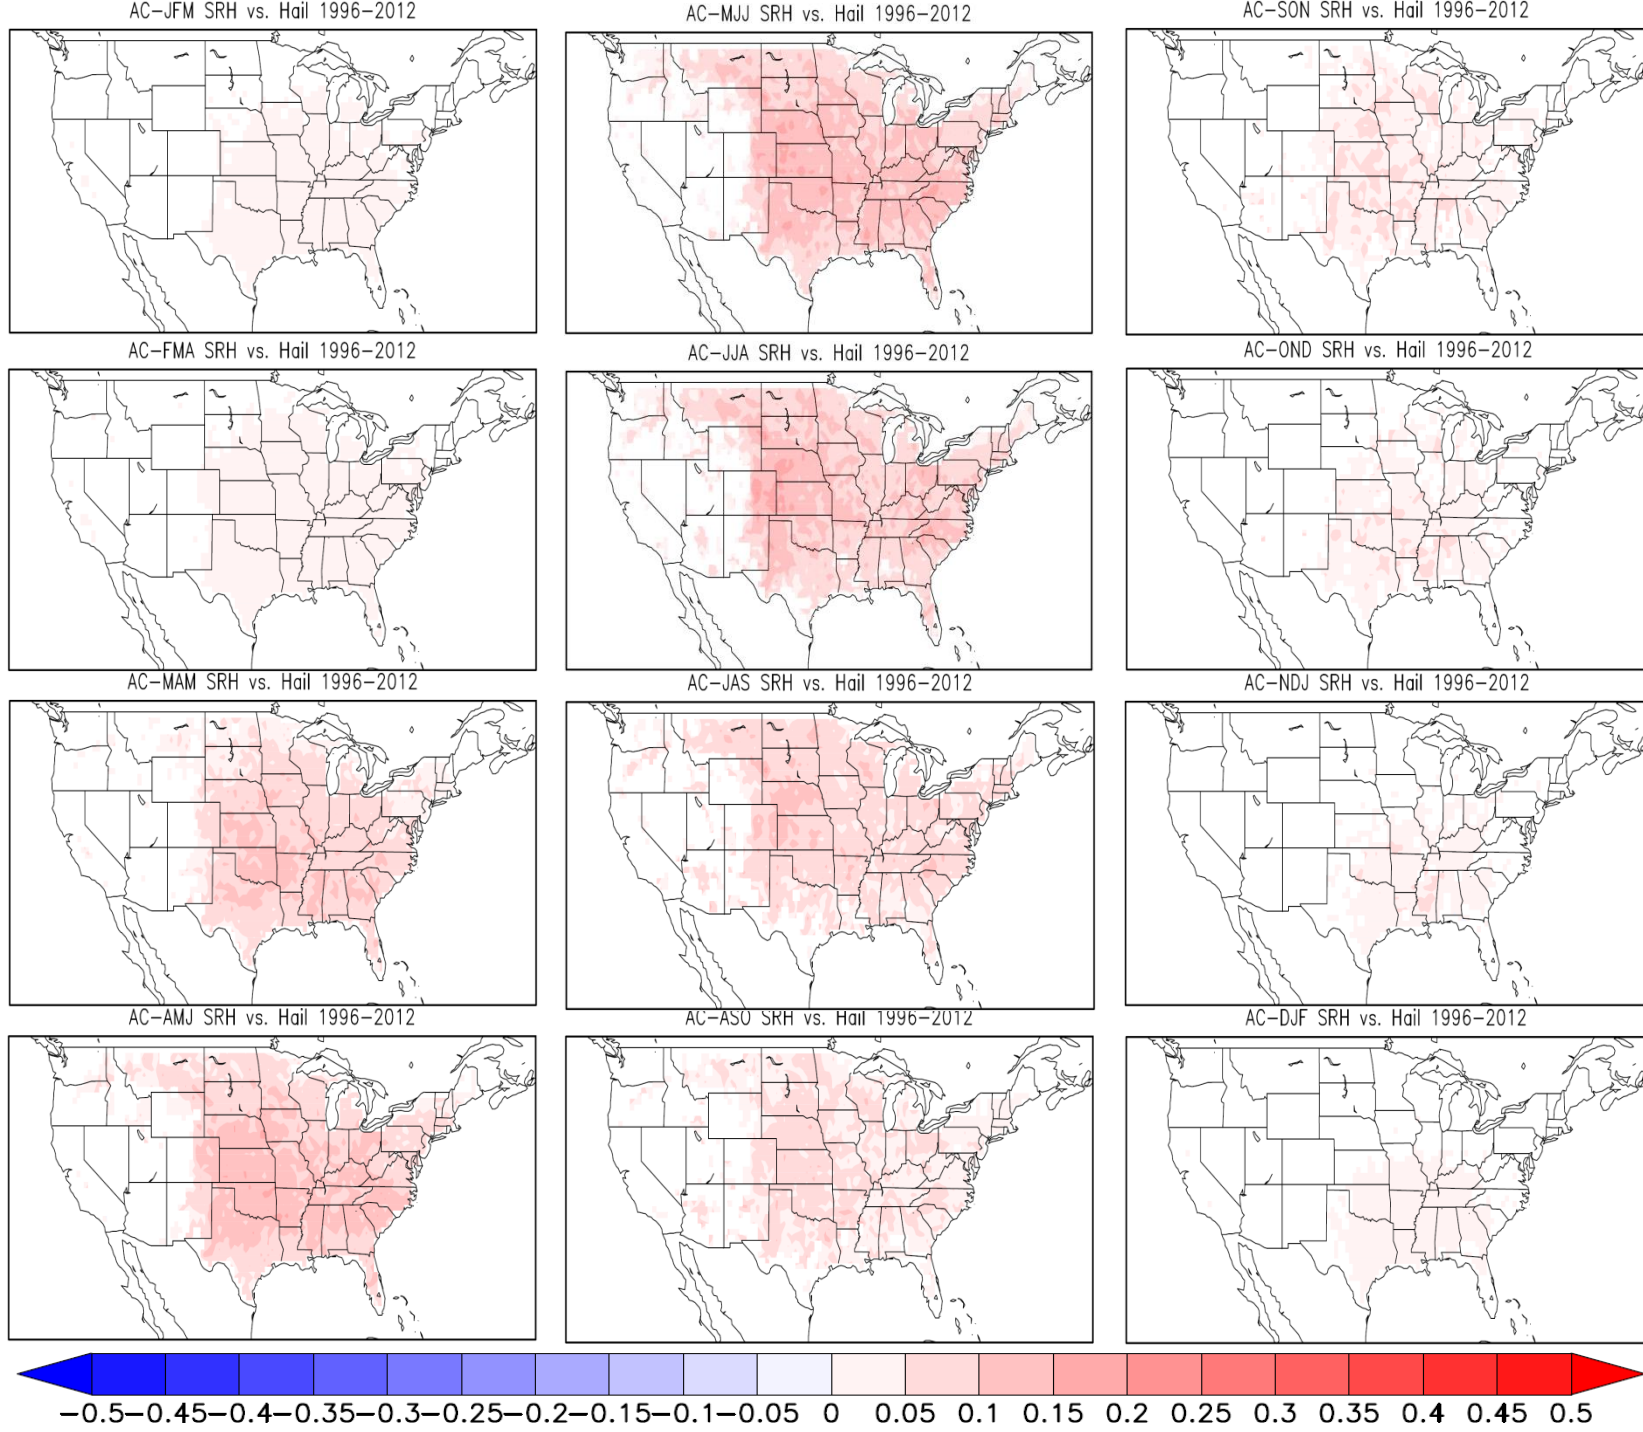 AC-JFM SRH vs. Hail 1996-2012
AC-MJJ SRH vs. Hail 1996-2012
AC-SON SRH vs. Hail 1996-2012
AC-FMA SRH vs. Hail 1996-2012
AC-JJA SRH vs. Hail 1996-2012
AC-OND SRH vs. Hail 1996-2012
AC-MAM SRH vs. Hail 1996-2012
AC-JAS SRH vs. Hail 1996-2012
AC-NDJ SRH vs. Hail 1996-2012
AC-AMJ SRH vs. Hail 1996-2012
AC-ASO SRH vs. Hail 1996-2012
AC-DJF SRH vs. Hail 1996-2012
-0.5 -0.45 -0.4 -0.35 -0.3 -0.25 -0.2 -0.15 -0.1 -0.05 0 0.05 0.1 0.15 0.2 0.25 0.3 0.35 0.4 0.45 0.5